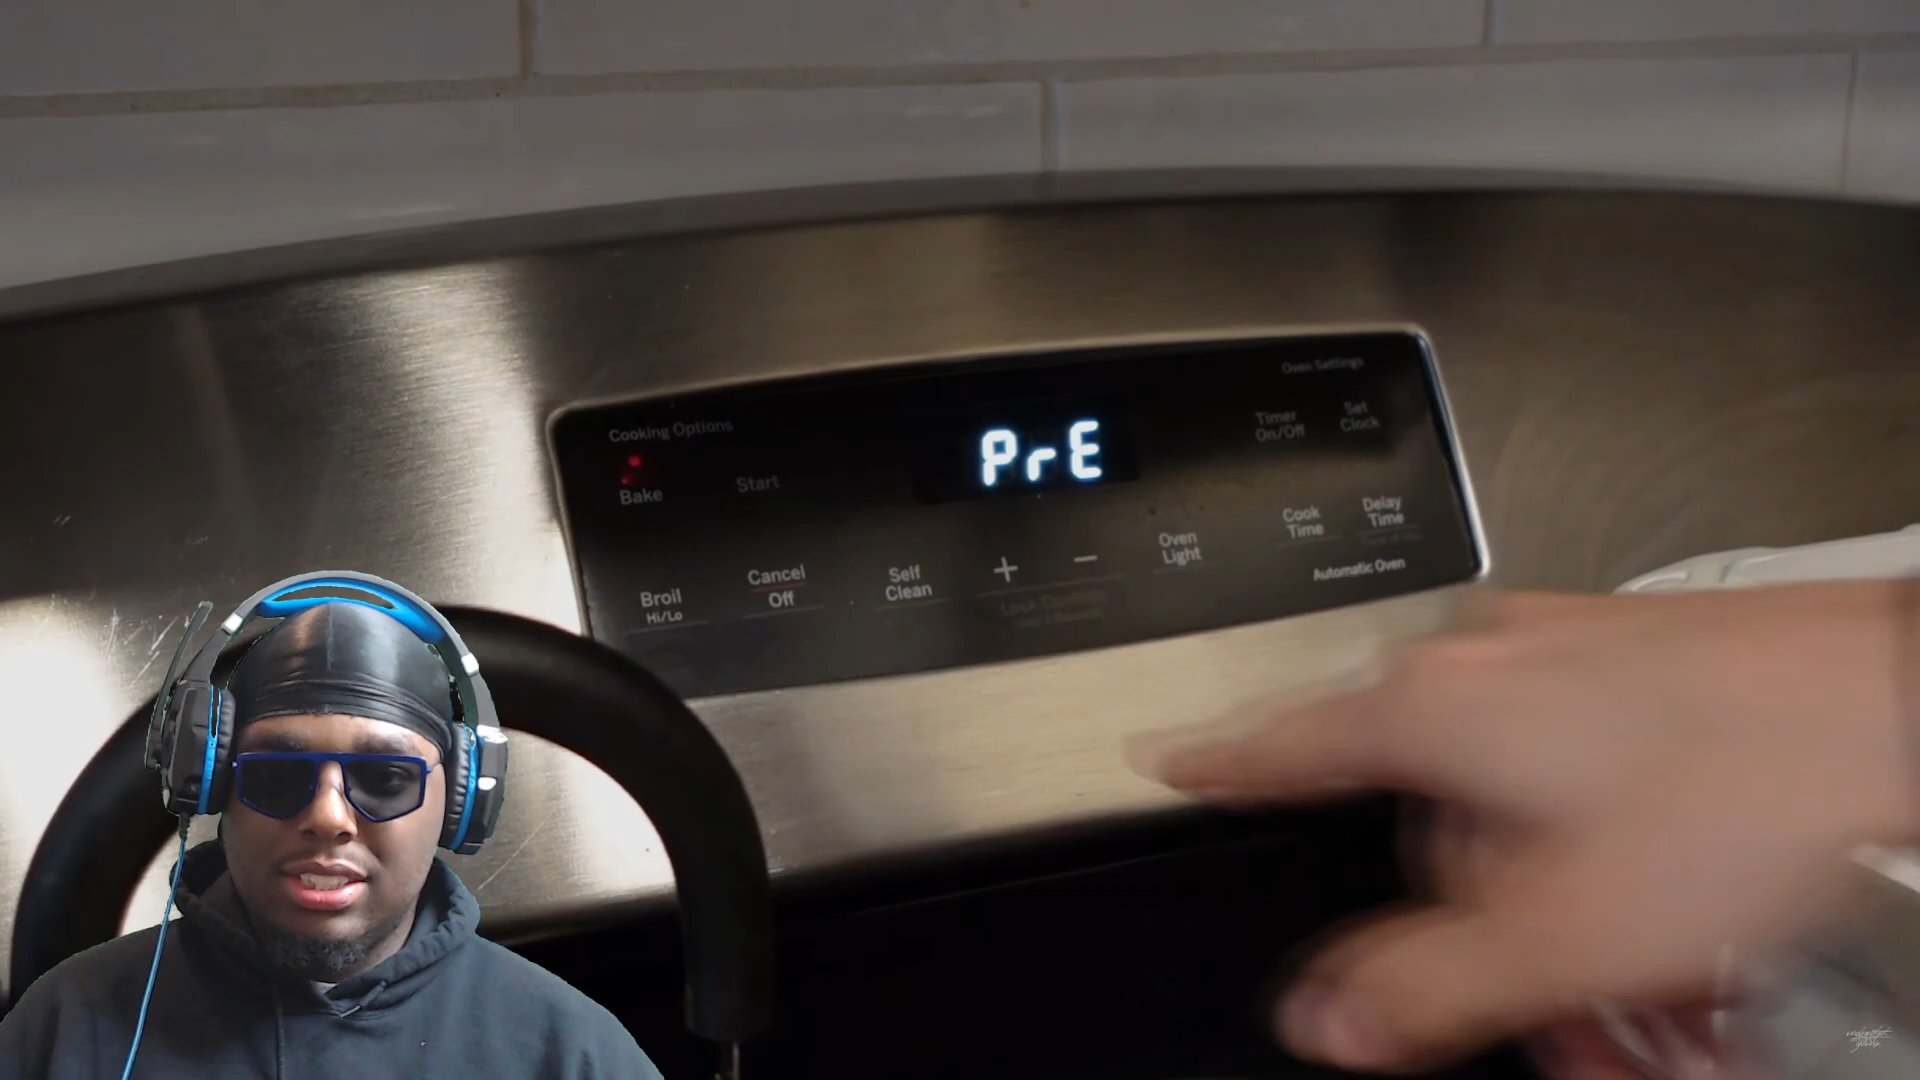 Oven Settings
Cooking Options
PrE
Timer
On/Off
Set
Clock
Bake
Start
Cook
Time
Delay
Time
Oven
Light
Automatic Oven
Self
Clean
+
−
Cancel
Off
Broil
Hi/Lo